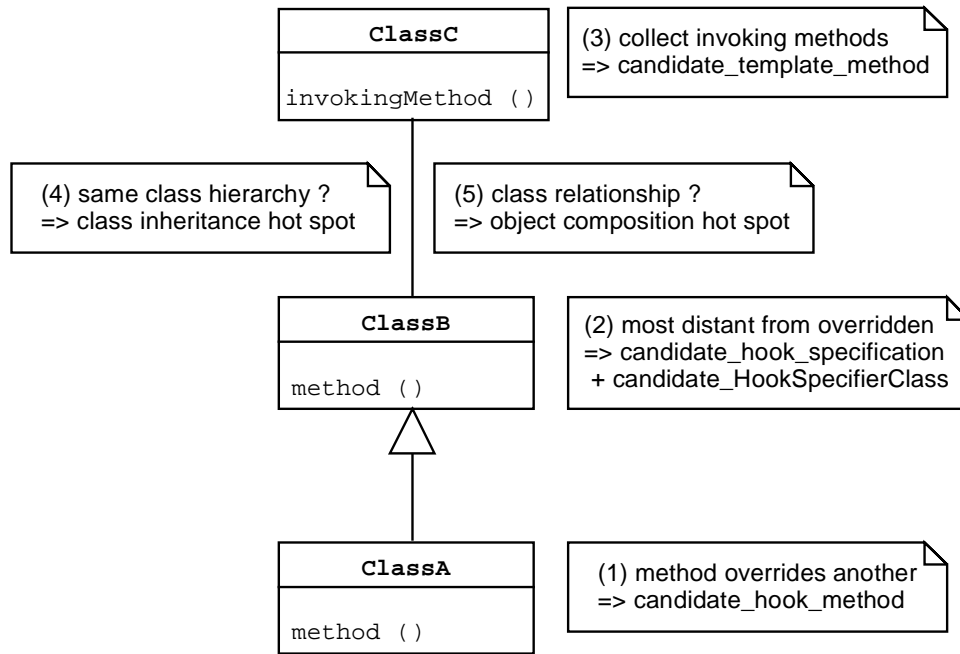 ClassC
invokingMethod ()
(3) collect invoking methods
=> candidate_template_method
(4) same class hierarchy ?
=> class inheritance hot spot
(5) class relationship ?
=> object composition hot spot
ClassB
method ()
(2) most distant from overridden
=> candidate_hook_specification
+ candidate_HookSpecifierClass
ClassA
method ()
(1) method overrides another
=> candidate_hook_method